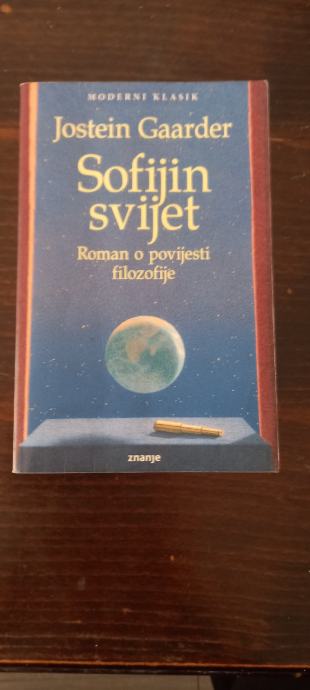 MODERNI KLASIK
Jostein Gaarder
Sofijin
svijet
Roman o povijesti
filozofije
znanje